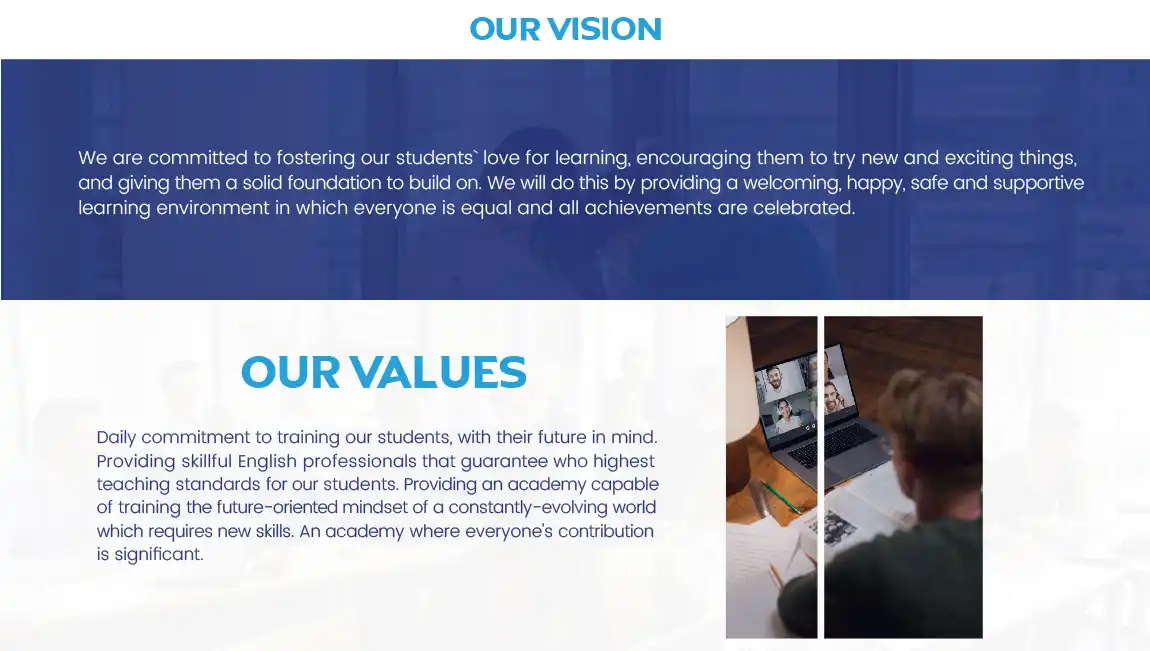 OUR VISION
We are committed to fostering our students` love for learning, encouraging them to try new and exciting things,
and giving them a solid foundation to build on. We will do this by providing a welcoming, happy, safe and supportive
learning environment in which everyone is equal and all achievements are celebrated.
OUR VALUES
Daily commitment to training our students, with their future in mind.
Providing skillful English professionals that guarantee who highest
teaching standards for our students. Providing an academy capable
of training the future-oriented mindset of a constantly-evolving world
which requires new skills. An academy where everyone's contribution
is significant.